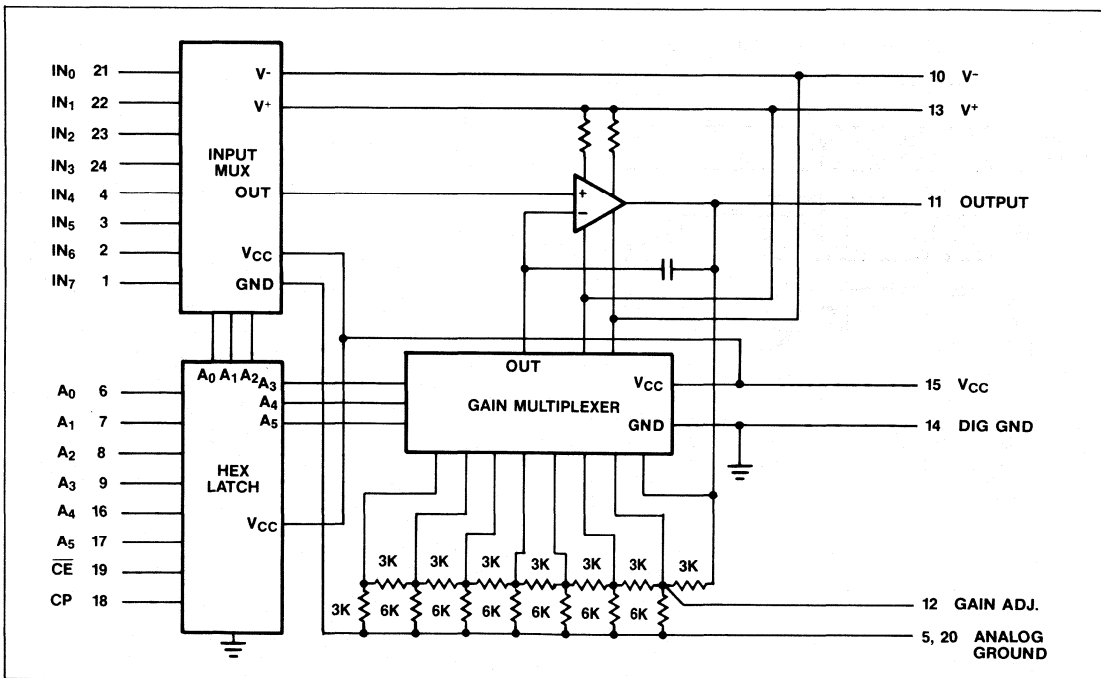 IN0 21
IN1 22
IN2 23
IN3 24
IN4 4
IN5 3
IN6 2
IN7 1
INPUT
MUX
V-
V+
OUT
VCC
GND
10 V-
13 V+
+
−
11 OUTPUT
A0 A1 A2
A3
A4
A5
OUT
GAIN MULTIPLEXER
VCC
GND
15 VCC
14 DIG GND
A0 6
A1 7
A2 8
A3 9
A4 16
A5 17
CE 19
CP 18
HEX
LATCH
VCC
3K 3K 3K 3K 3K 3K 3K
3K 6K 6K 6K 6K 6K 6K
12 GAIN ADJ.
5, 20 ANALOG
GROUND